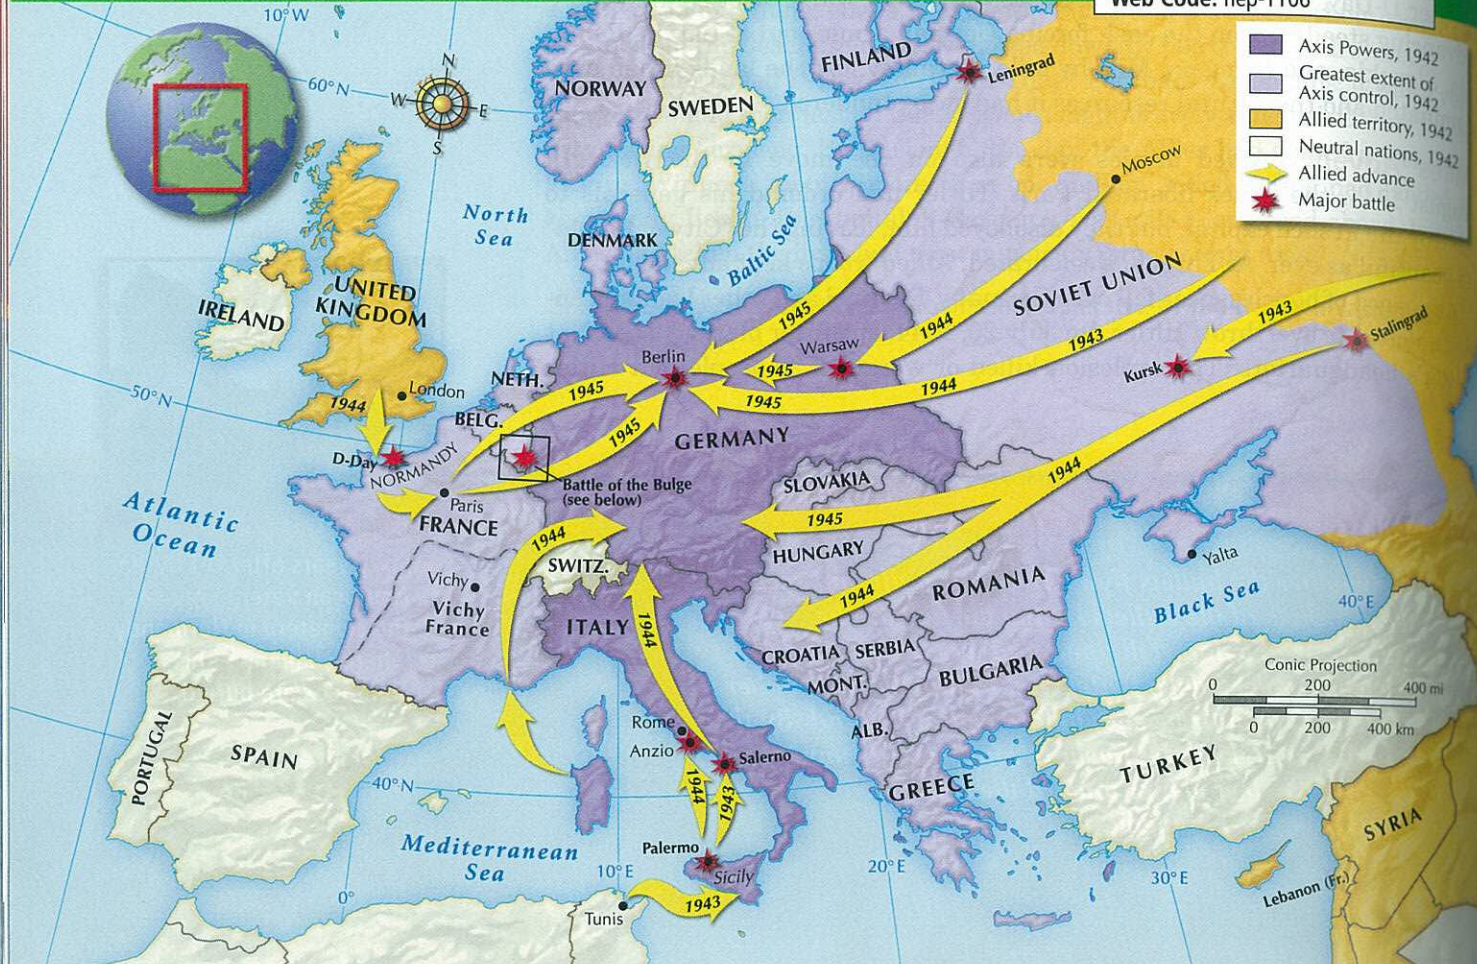 Web Code: nep-1106
Axis Powers, 1942
Greatest extent of
Axis control, 1942
Allied territory, 1942
Neutral nations, 1942
Allied advance
Major battle
10°W
60°N
N
W
E
S
NORWAY
SWEDEN
FINLAND
Leningrad
Moscow
North
Sea
DENMARK
Baltic Sea
IRELAND
UNITED
KINGDOM
SOVIET UNION
1945
1944
1943
1943
Stalingrad
Berlin
Warsaw
Kursk
NETH.
1945
1945
1944
1945
50°N
London
1944
BELG.
1945
GERMANY
D-Day
NORMANDY
Battle of the Bulge
(see below)
SLOVAKIA
1944
Paris
FRANCE
1945
Atlantic
Ocean
1944
SWITZ.
HUNGARY
Yalta
Vichy
Vichy
France
ITALY
1944
1944
ROMANIA
Black Sea
40°E
CROATIA
SERBIA
BULGARIA
MONT.
Conic Projection
0
200
400 mi
0
200
400 km
ALB.
Rome
Anzio
Salerno
PORTUGAL
SPAIN
40°N
1944
1943
GREECE
TURKEY
SYRIA
Mediterranean
Sea
Palermo
Sicily
10°E
20°E
30°E
Lebanon (Fr.)
0°
Tunis
1943